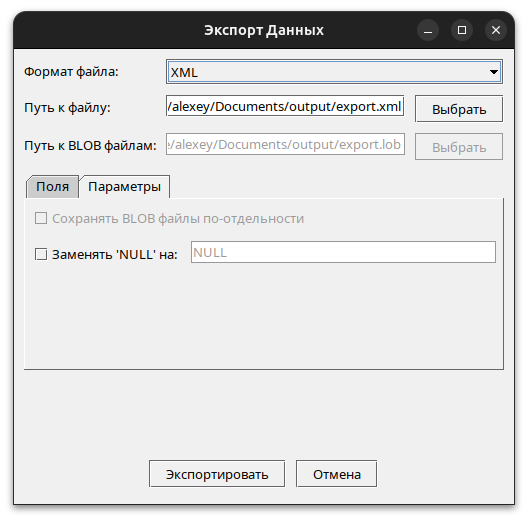 Экспорт Данных
Формат файла: XML
Путь к файлу: /alexey/Documents/output/export.xml Выбрать
Путь к BLOB файлам: e/alexey/Documents/output/export.lob Выбрать
Поля Параметры
Сохранять BLOB файлы по-отдельности
Заменять 'NULL' на: NULL
Экспортировать Отмена